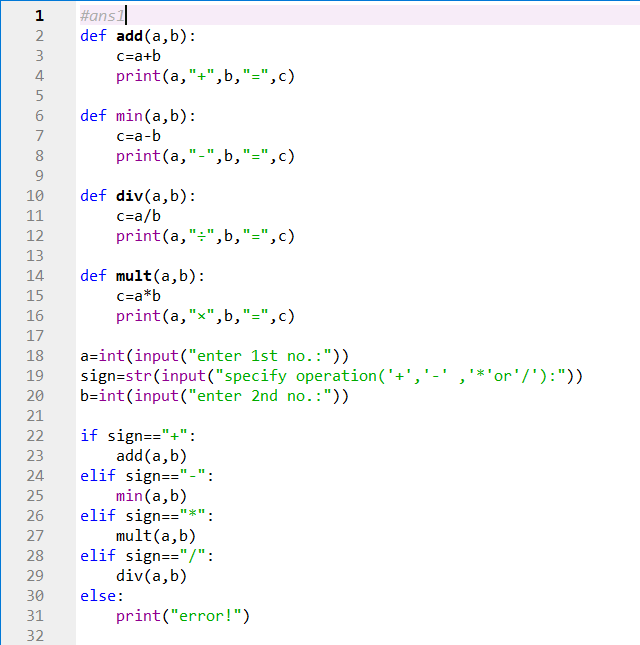 1 #ans1
2 def add(a,b):
3     c=a+b
4     print(a,"+",b,"=",c)
5
6 def min(a,b):
7     c=a-b
8     print(a,"-",b,"=",c)
9
10 def div(a,b):
11     c=a/b
12     print(a,"÷",b,"=",c)
13
14 def mult(a,b):
15     c=a*b
16     print(a,"×",b,"=",c)
17
18 a=int(input("enter 1st no.:"))
19 sign=str(input("specify operation('+','-' ,'*'or'/'):"))
20 b=int(input("enter 2nd no.:"))
21
22 if sign=="+":
23     add(a,b)
24 elif sign=="-":
25     min(a,b)
26 elif sign=="*":
27     mult(a,b)
28 elif sign=="/":
29     div(a,b)
30 else:
31     print("error!")
32